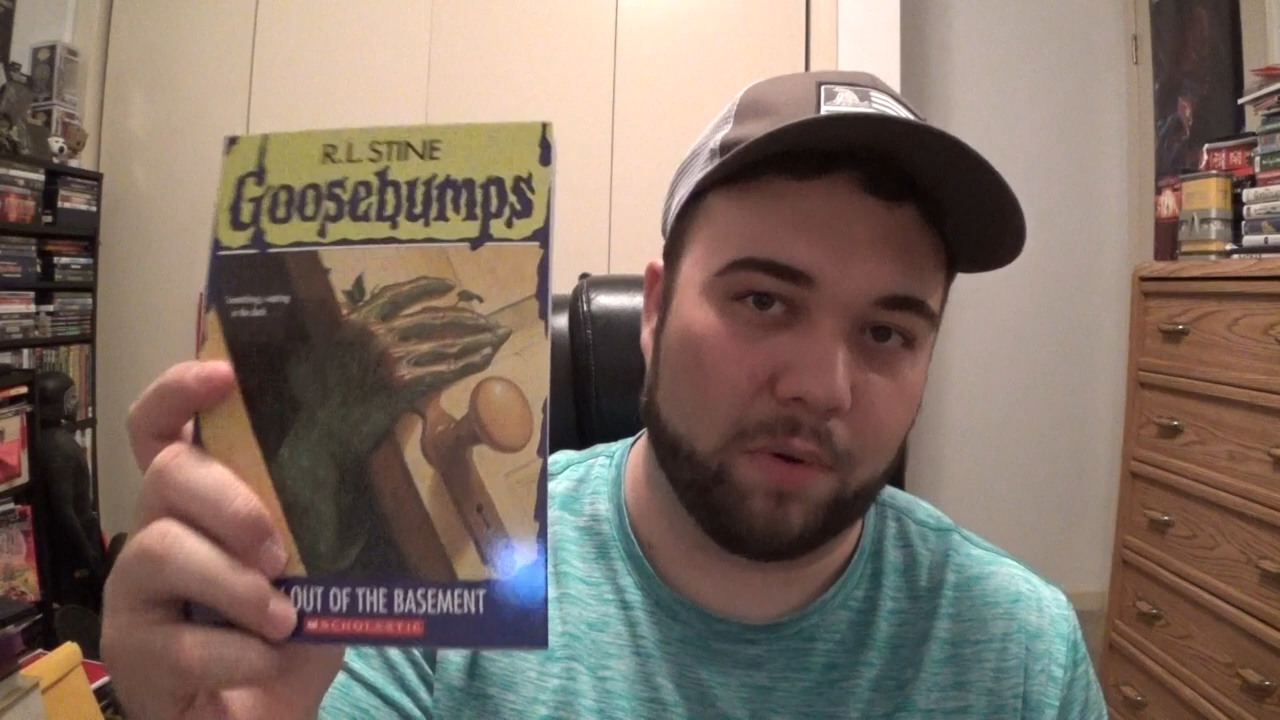 R.L. STINE
Goosebumps
OUT OF THE BASEMENT
SCHOLASTIC